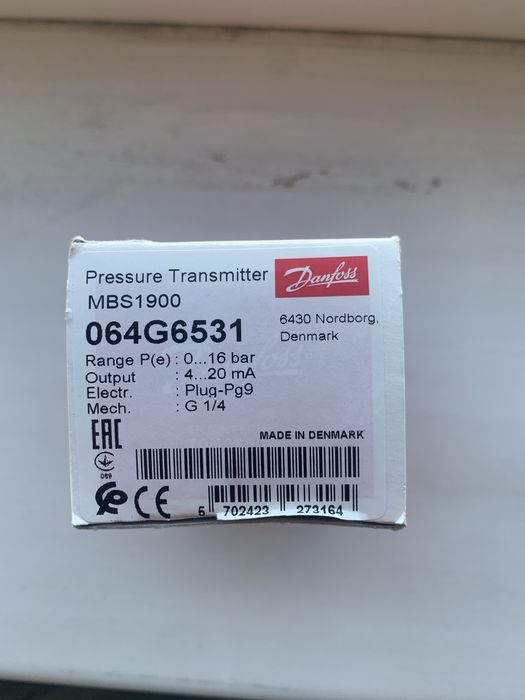 Pressure Transmitter
Danfoss
MBS1900
064G6531
6430 Nordborg,
Denmark
Range P(e) : 0...16 bar
Output : 4...20 mA
Electr. : Plug-Pg9
Mech. : G 1/4
EAC
MADE IN DENMARK
089
CE
5 702423 273164